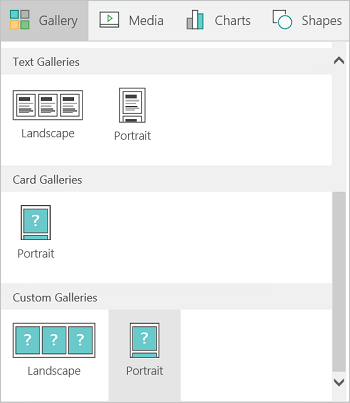 Gallery Media Charts Shapes
Text Galleries
Landscape Portrait
Card Galleries
?
Portrait
Custom Galleries
? ? ? ?
Landscape Portrait